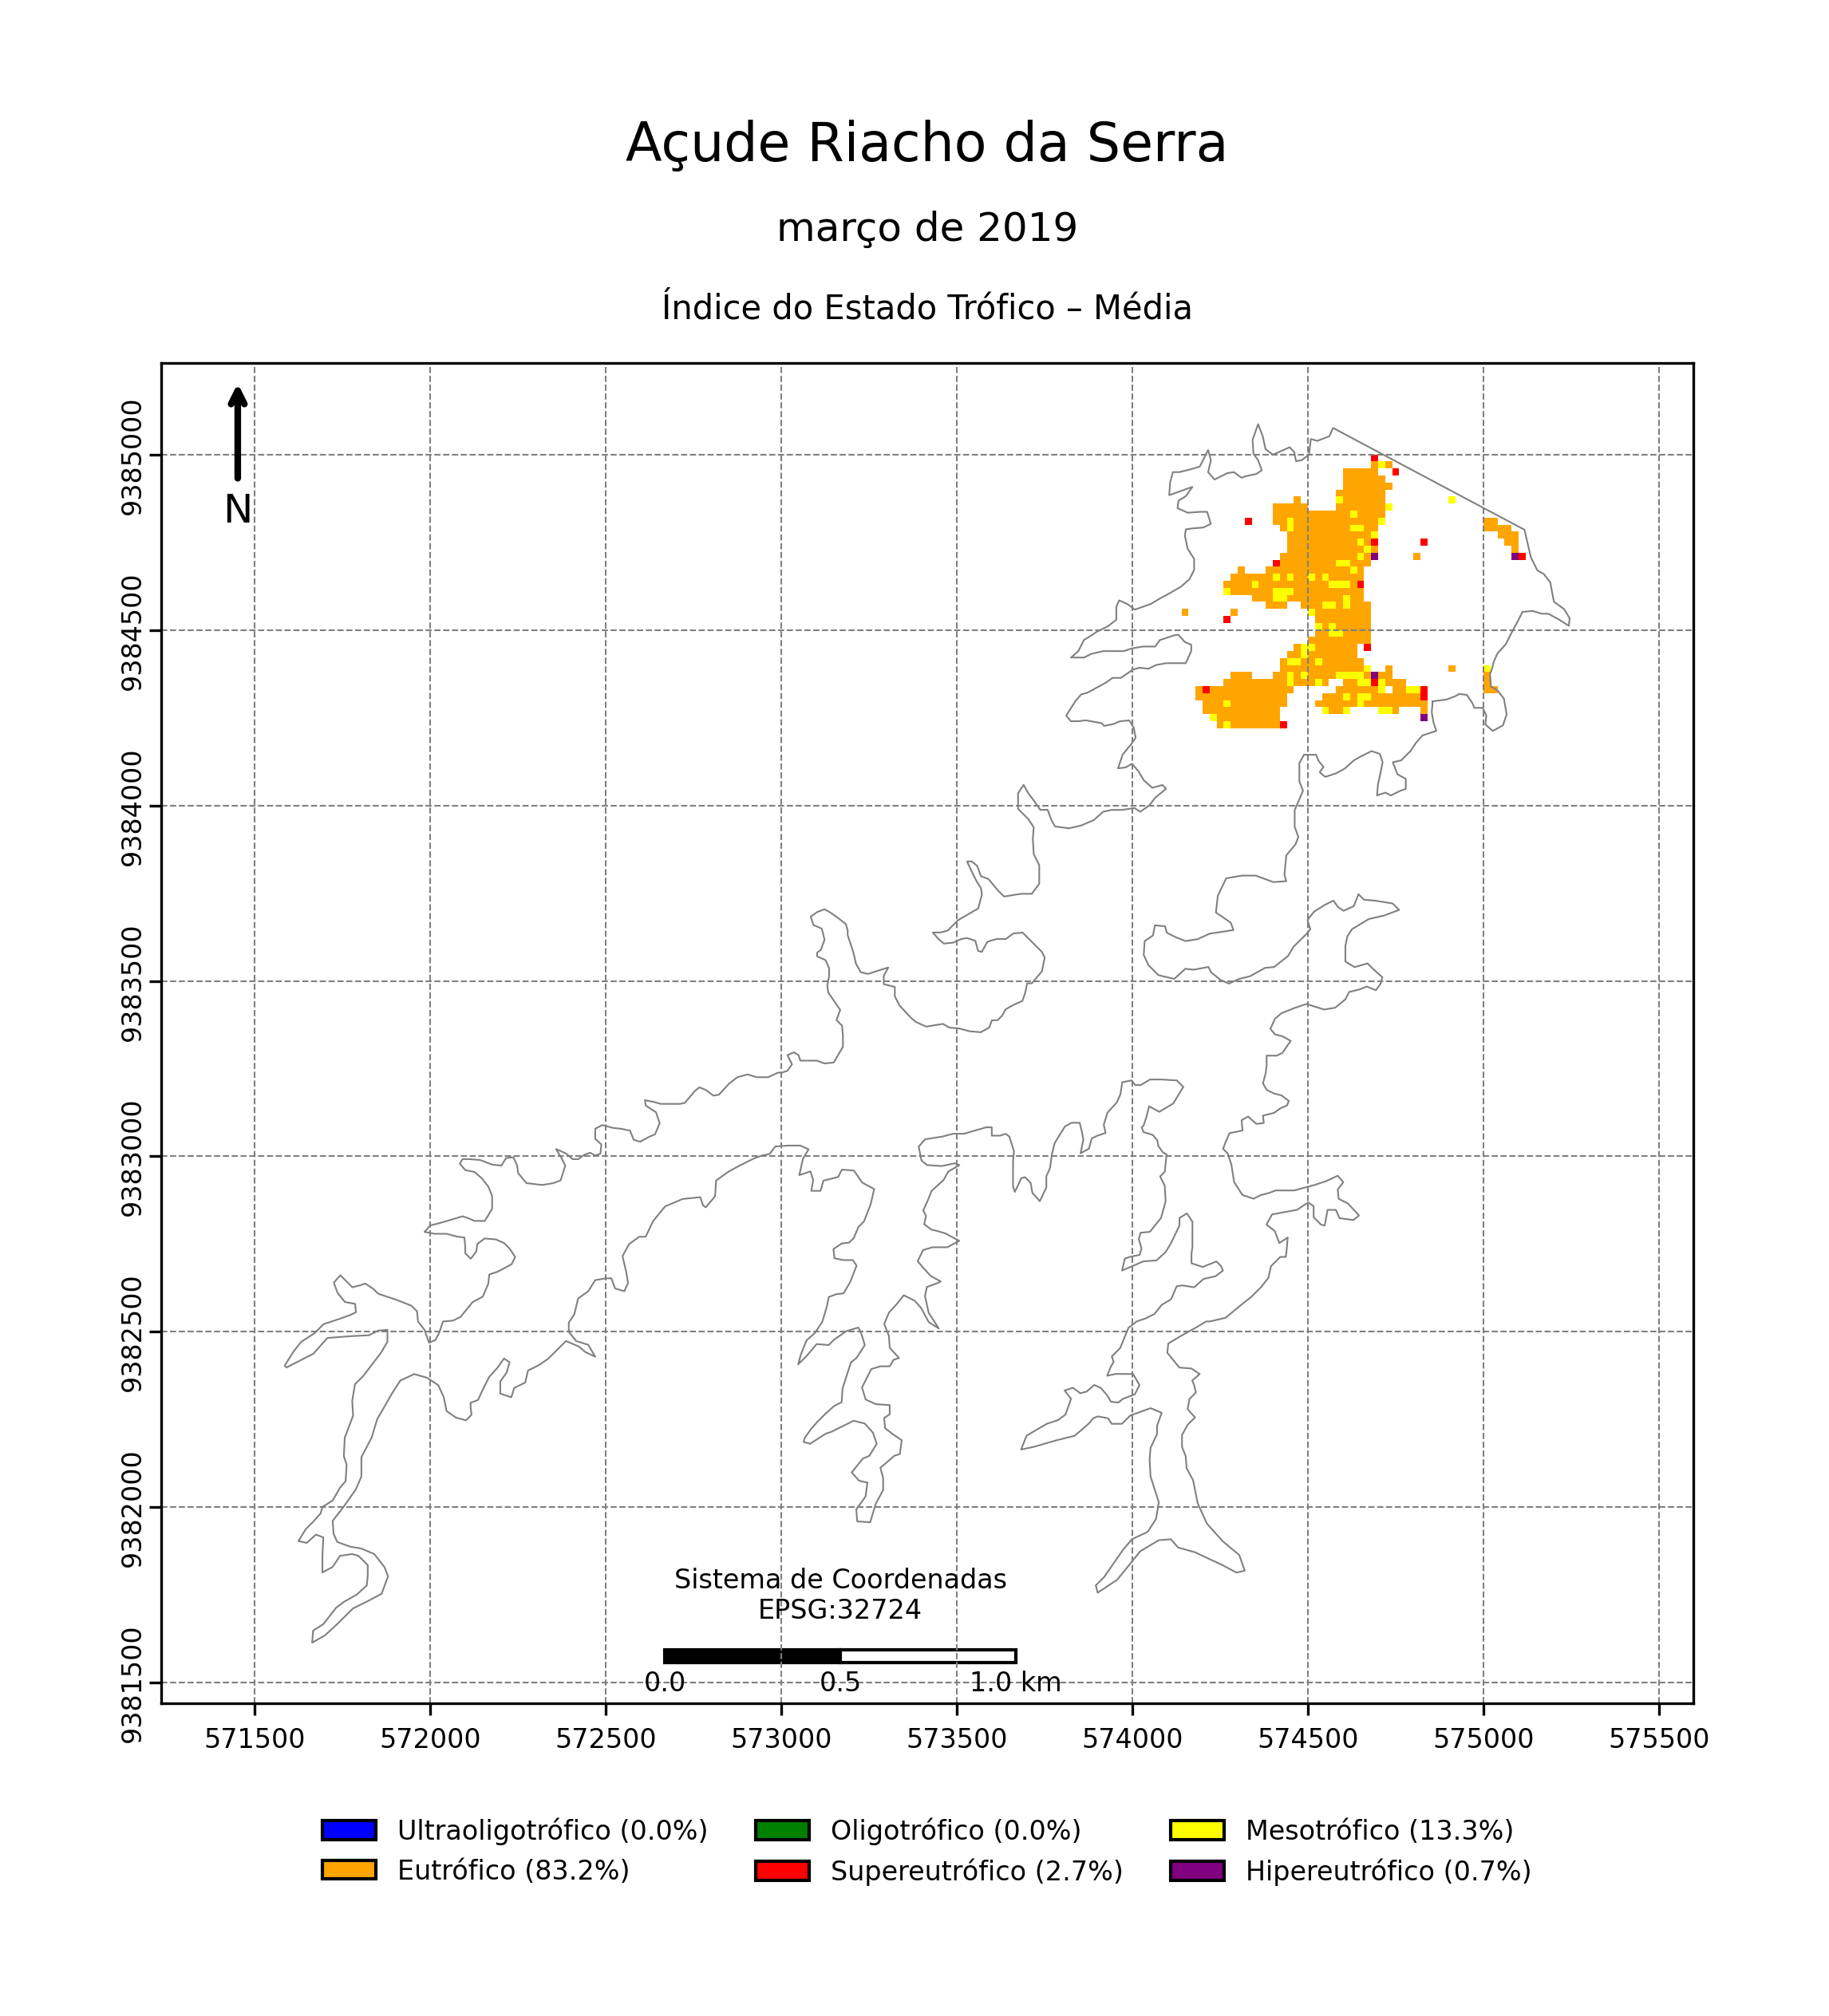 Açude Riacho da Serra
março de 2019
Índice do Estado Trófico – Média
N
9385000
9384500
9384000
9383500
9383000
9382500
9382000
9381500
Sistema de Coordenadas
EPSG:32724
0.0 0.5 1.0 km
571500 572000 572500 573000 573500 574000 574500 575000 575500
Ultraoligotrófico (0.0%) Oligotrófico (0.0%) Mesotrófico (13.3%)
Eutrófico (83.2%) Supereutrófico (2.7%) Hipereutrófico (0.7%)